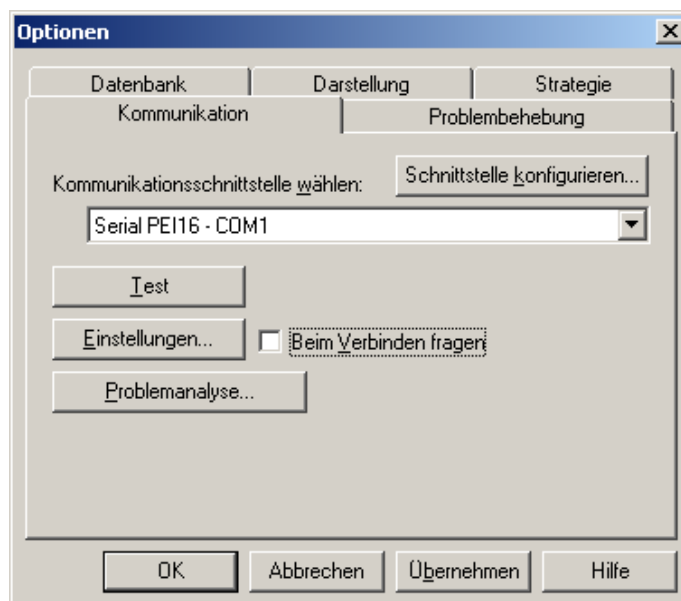 Optionen
Datenbank Darstellung Strategie
Kommunikation Problembehebung
Kommunikationsschnittstelle wählen: Schnittstelle konfigurieren...
Serial PEI16 - COM1
Test
Einstellungen... Beim Verbinden fragen
Problemanalyse...
OK Abbrechen Übernehmen Hilfe